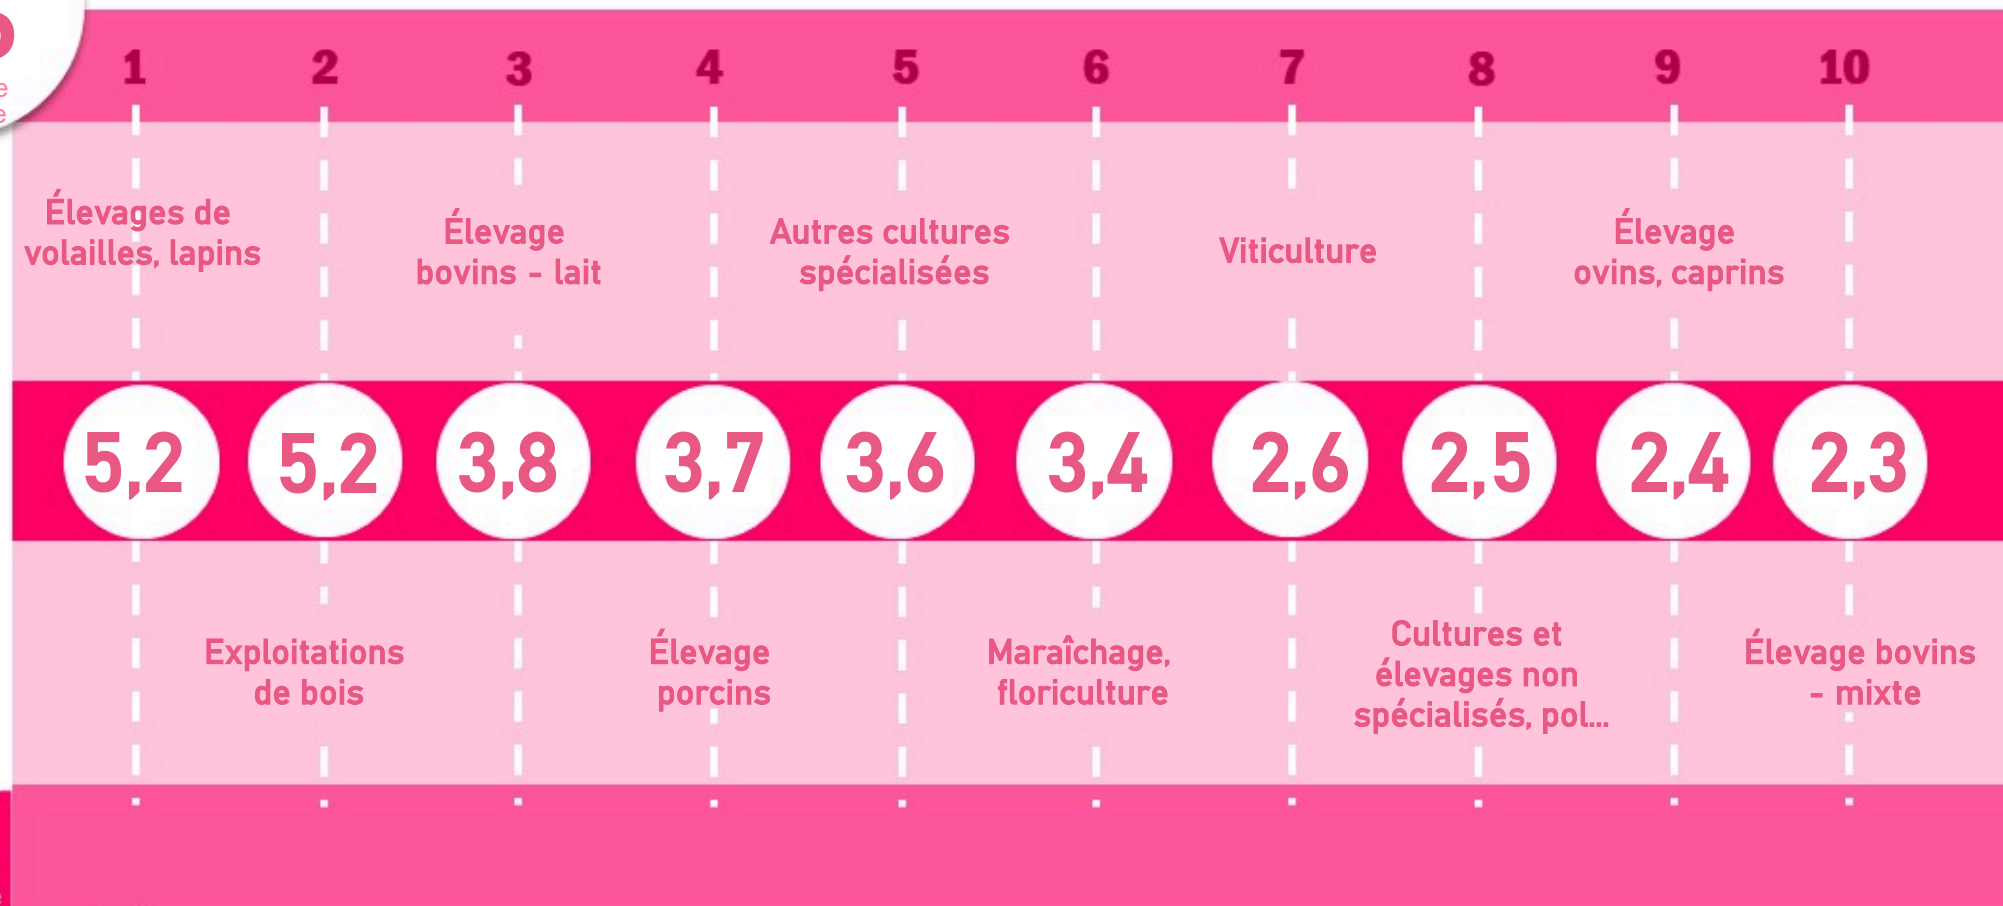 1 2 3 4 5 6 7 8 9 10
Élevages de
volailles, lapins
Élevage
bovins - lait
Autres cultures
spécialisées
Viticulture
Élevage
ovins, caprins
5,2 5,2 3,8 3,7 3,6 3,4 2,6 2,5 2,4 2,3
Exploitations
de bois
Élevage
porcins
Maraîchage,
floriculture
Cultures et
élevages non
spécialisés, pol...
Élevage bovins
- mixte